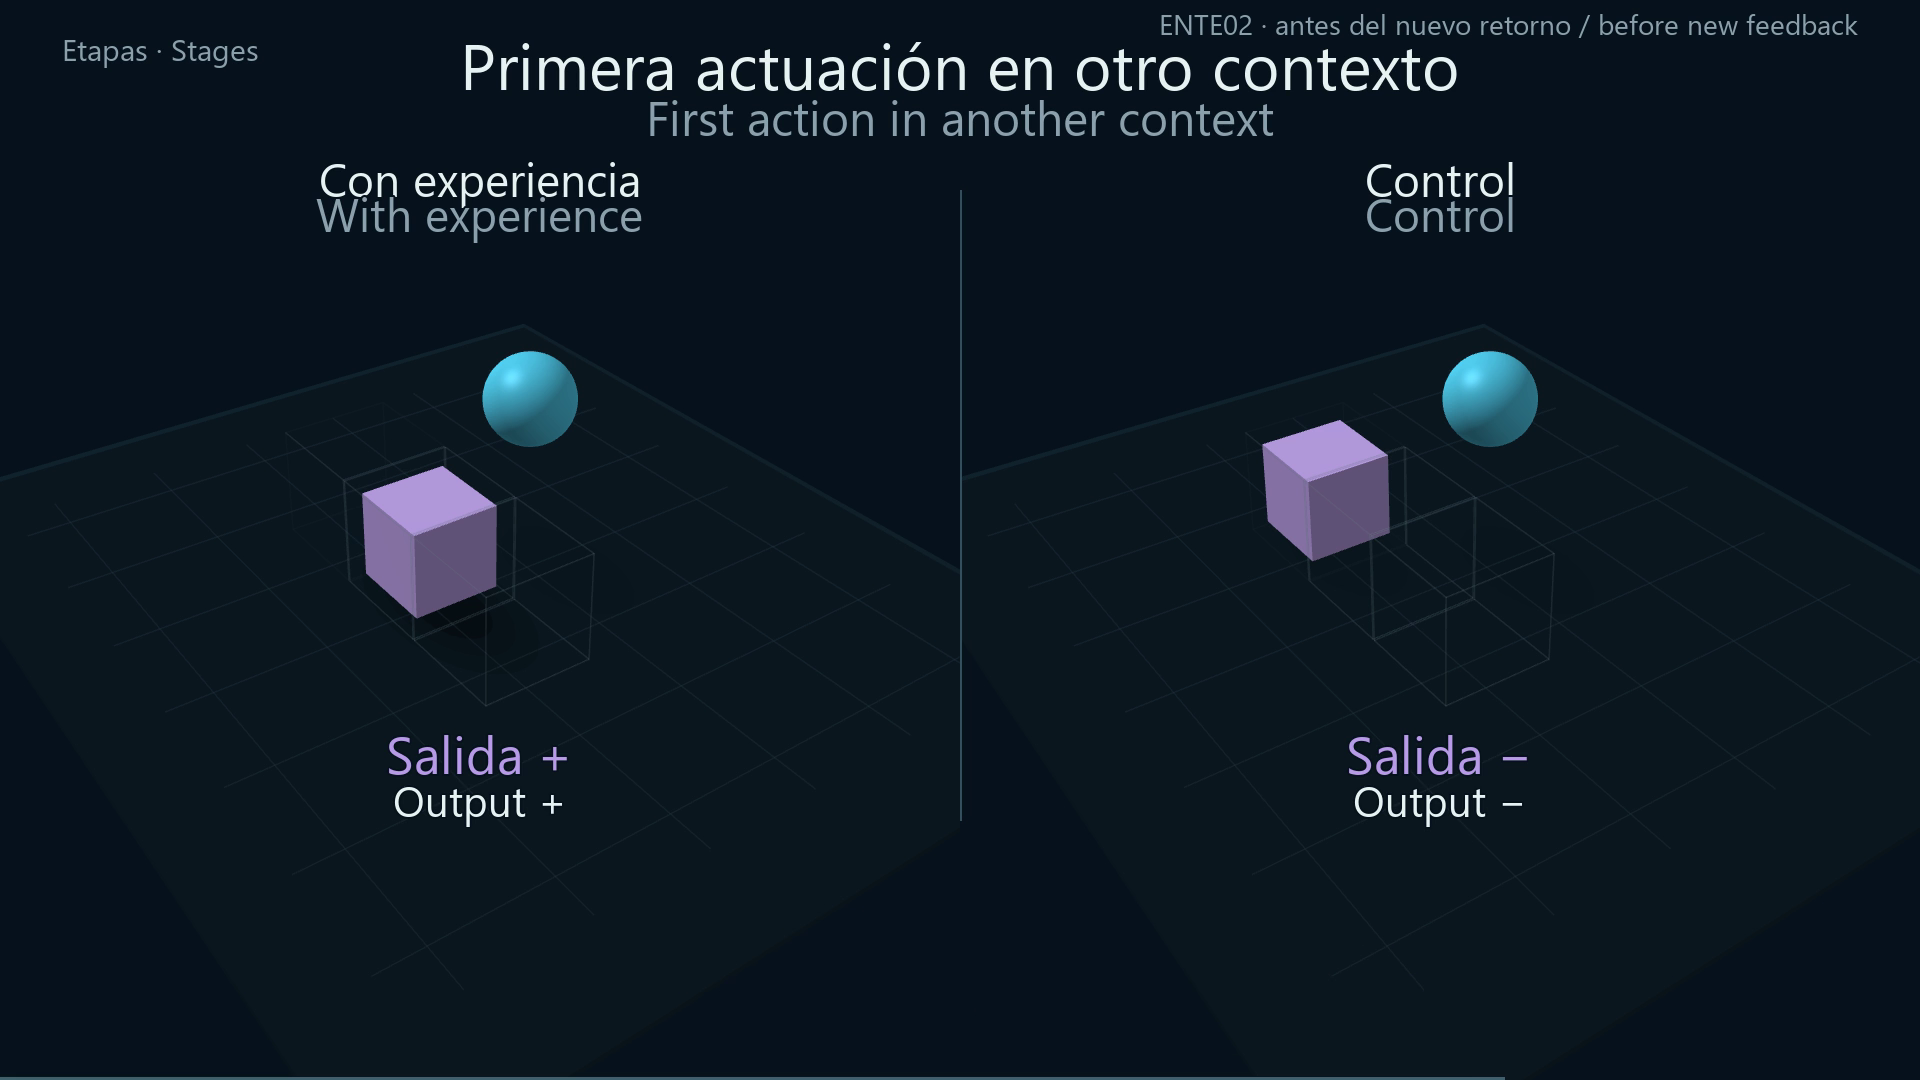 ENTE02 · antes del nuevo retorno / before new feedback
Etapas · Stages
Primera actuación en otro contexto
First action in another context
Con experiencia
With experience
Control
Control
Salida +
Output +
Salida −
Output −